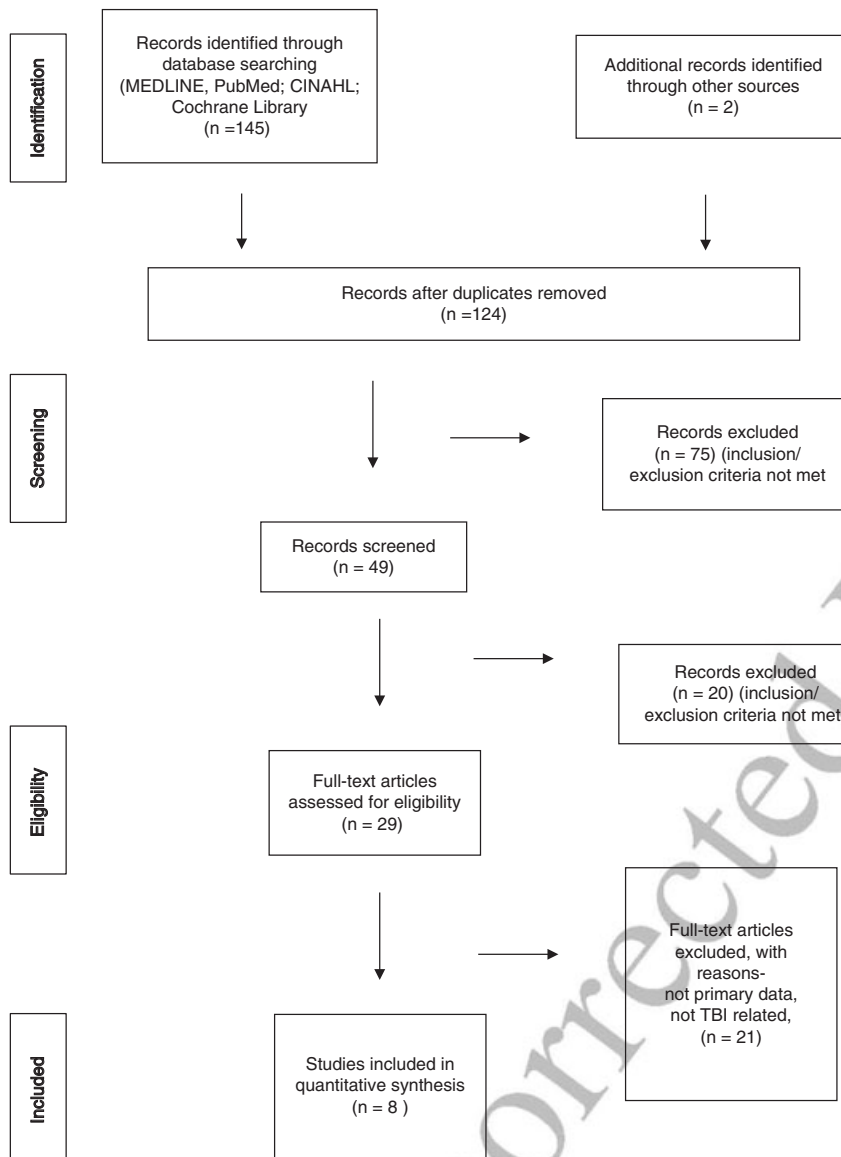 Identification
Records identified through
database searching
(MEDLINE, PubMed; CINAHL;
Cochrane Library
(n =145)
Additional records identified
through other sources
(n = 2)
Records after duplicates removed
(n =124)
Screening
Records excluded
(n = 75) (inclusion/
exclusion criteria not met
Records screened
(n = 49)
Records excluded
(n = 20) (inclusion/
exclusion criteria not met
Eligibility
Full-text articles
assessed for eligibility
(n = 29)
Full-text articles
excluded, with
reasons-
not primary data,
not TBI related,
(n = 21)
Included
Studies included in
quantitative synthesis
(n = 8 )
orrected